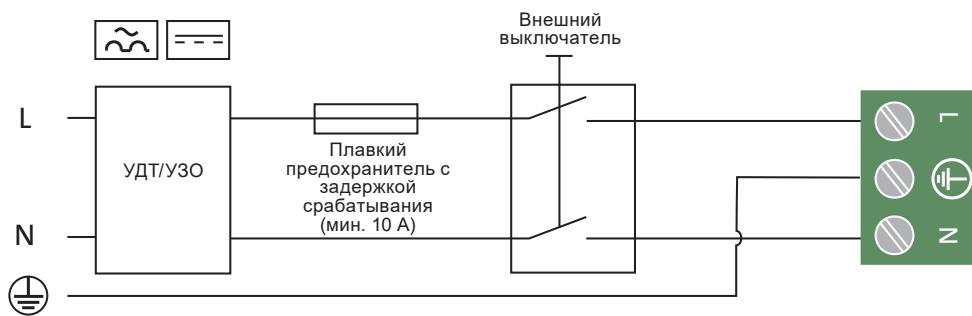 Внешний
выключатель
L
УДТ/УЗО
Плавкий
предохранитель с
задержкой
срабатывания
(мин. 10 А)
N
L
N